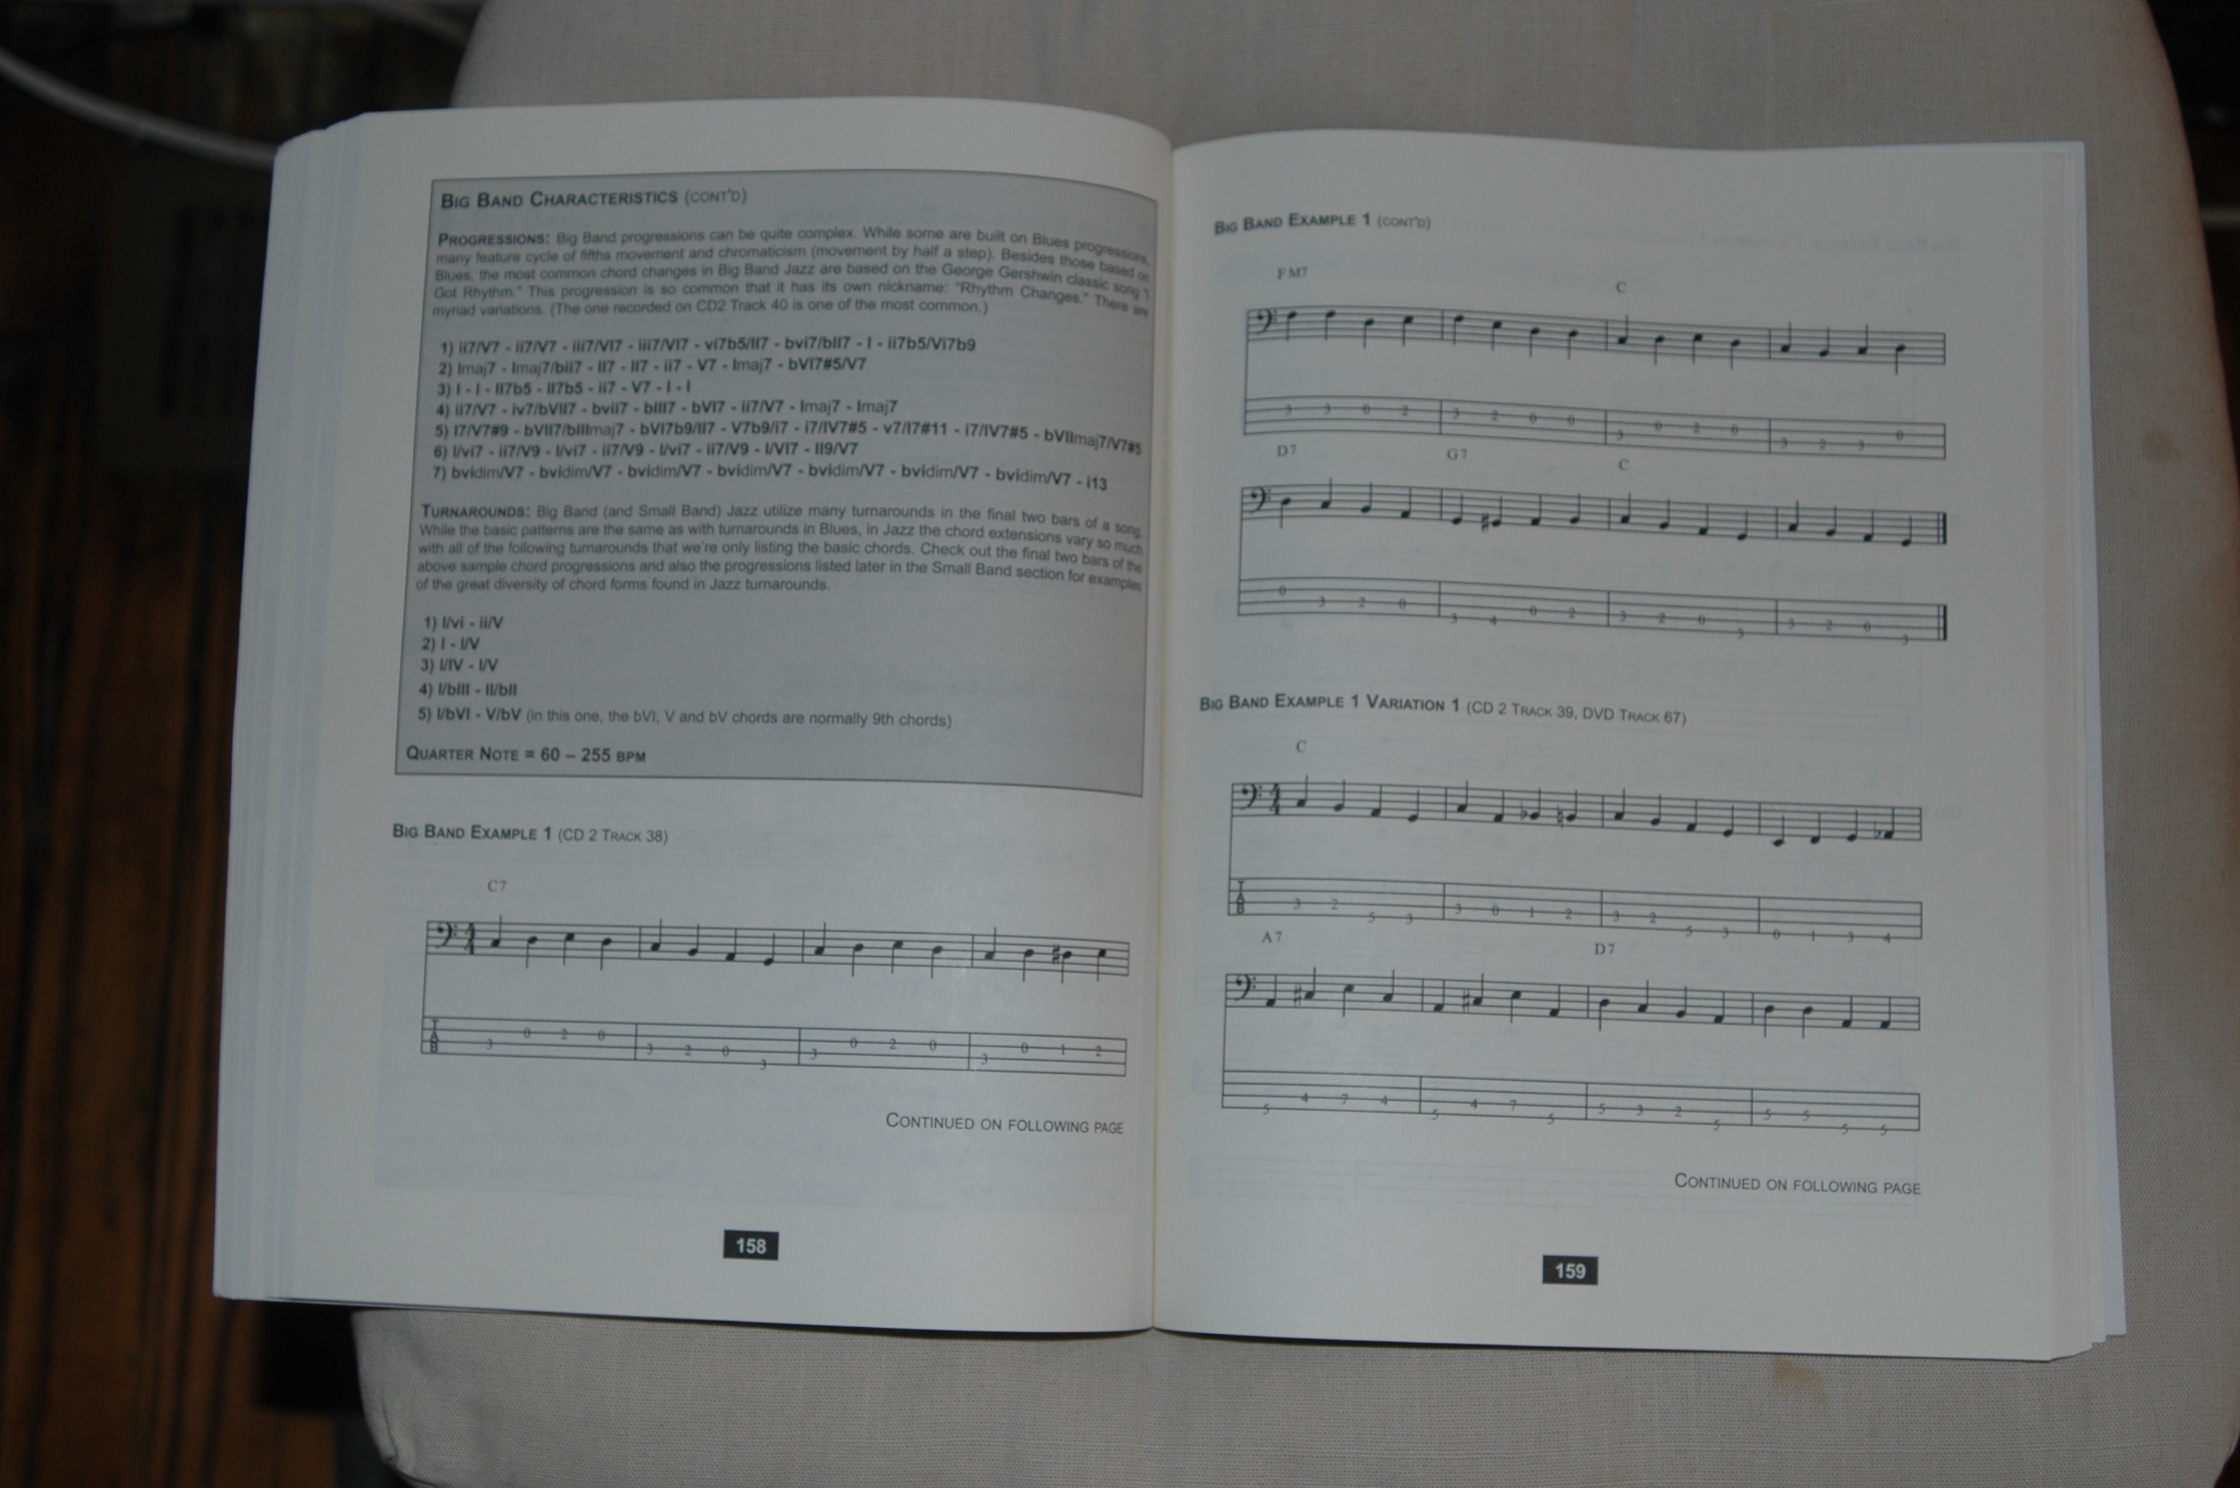 BIG BAND CHARACTERISTICS (CONT'D)
PROGRESSIONS: Big Band progressions can be quite complex. While some are built on Blues progressions,
many feature cycle of fifths movement and chromaticism (movement by half a step). Besides those based on
Blues, the most common chord changes in Big Band Jazz are based on the George Gershwin classic song "I
Got Rhythm." This progression is so common that it has its own nickname: "Rhythm Changes." There are
myriad variations. (The one recorded on CD2 Track 40 is one of the most common.)
1) ii7/V7 - ii7/V7 - iii7/VI7 - iii7/VI7 - vi7b5/II7 - bvi7/bII7 - I - ii7b5/Vi7b9
2) Imaj7 - Imaj7/bii7 - II7 - II7 - ii7 - V7 - Imaj7 - bVI7#5/V7
3) I - I - II7b5 - II7b5 - ii7 - V7 - I - I
4) ii7/V7 - iv7/bVII7 - bvii7 - bIII7 - bVI7 - ii7/V7 - Imaj7 - Imaj7
5) I7/V7#9 - bVII7/bIIImaj7 - bVI7b9/II7 - V7b9/i7 - i7/IV7#5 - v7/I7#11 - i7/IV7#5 - bVIImaj7/V7#5
6) I/vi7 - ii7/V9 - I/vi7 - ii7/V9 - I/vi7 - ii7/V9 - I/VI7 - II9/V7
7) bvidim/V7 - bvidim/V7 - bvidim/V7 - bvidim/V7 - bvidim/V7 - bvidim/V7 - bvidim/V7 - i13
TURNAROUNDS: Big Band (and Small Band) Jazz utilize many turnarounds in the final two bars of a song.
While the basic patterns are the same as with turnarounds in Blues, in Jazz the chord extensions vary so much
with all of the following turnarounds that we're only listing the basic chords. Check out the final two bars of the
above sample chord progressions and also the progressions listed later in the Small Band section for examples
of the great diversity of chord forms found in Jazz turnarounds.
1) I/vi - ii/V
2) I - I/V
3) I/IV - I/V
4) I/bIII - II/bII
5) I/bVI - V/bV (in this one, the bVI, V and bV chords are normally 9th chords)
QUARTER NOTE = 60 – 255 BPM
BIG BAND EXAMPLE 1 (CD 2 TRACK 38)
C7
4 4
TAB
3 0 2 0 3 2 0 3 3 0 2 0 3 0 1 2
CONTINUED ON FOLLOWING PAGE
158
BIG BAND EXAMPLE 1 (CONT'D)
FM7 C
3 3 0 2 3 2 0 0 3 0 2 0 3 2 3 0
D7 G7 C
0 3 2 0 3 4 0 2 3 2 0 3 3 2 0 3
BIG BAND EXAMPLE 1 VARIATION 1 (CD 2 TRACK 39, DVD TRACK 67)
C
4 4
TAB
3 2 5 3 3 0 1 2 3 2 5 3 0 1 3 4
A7 D7
5 4 7 4 5 4 7 5 5 3 2 5 5 5 5 5
CONTINUED ON FOLLOWING PAGE
159